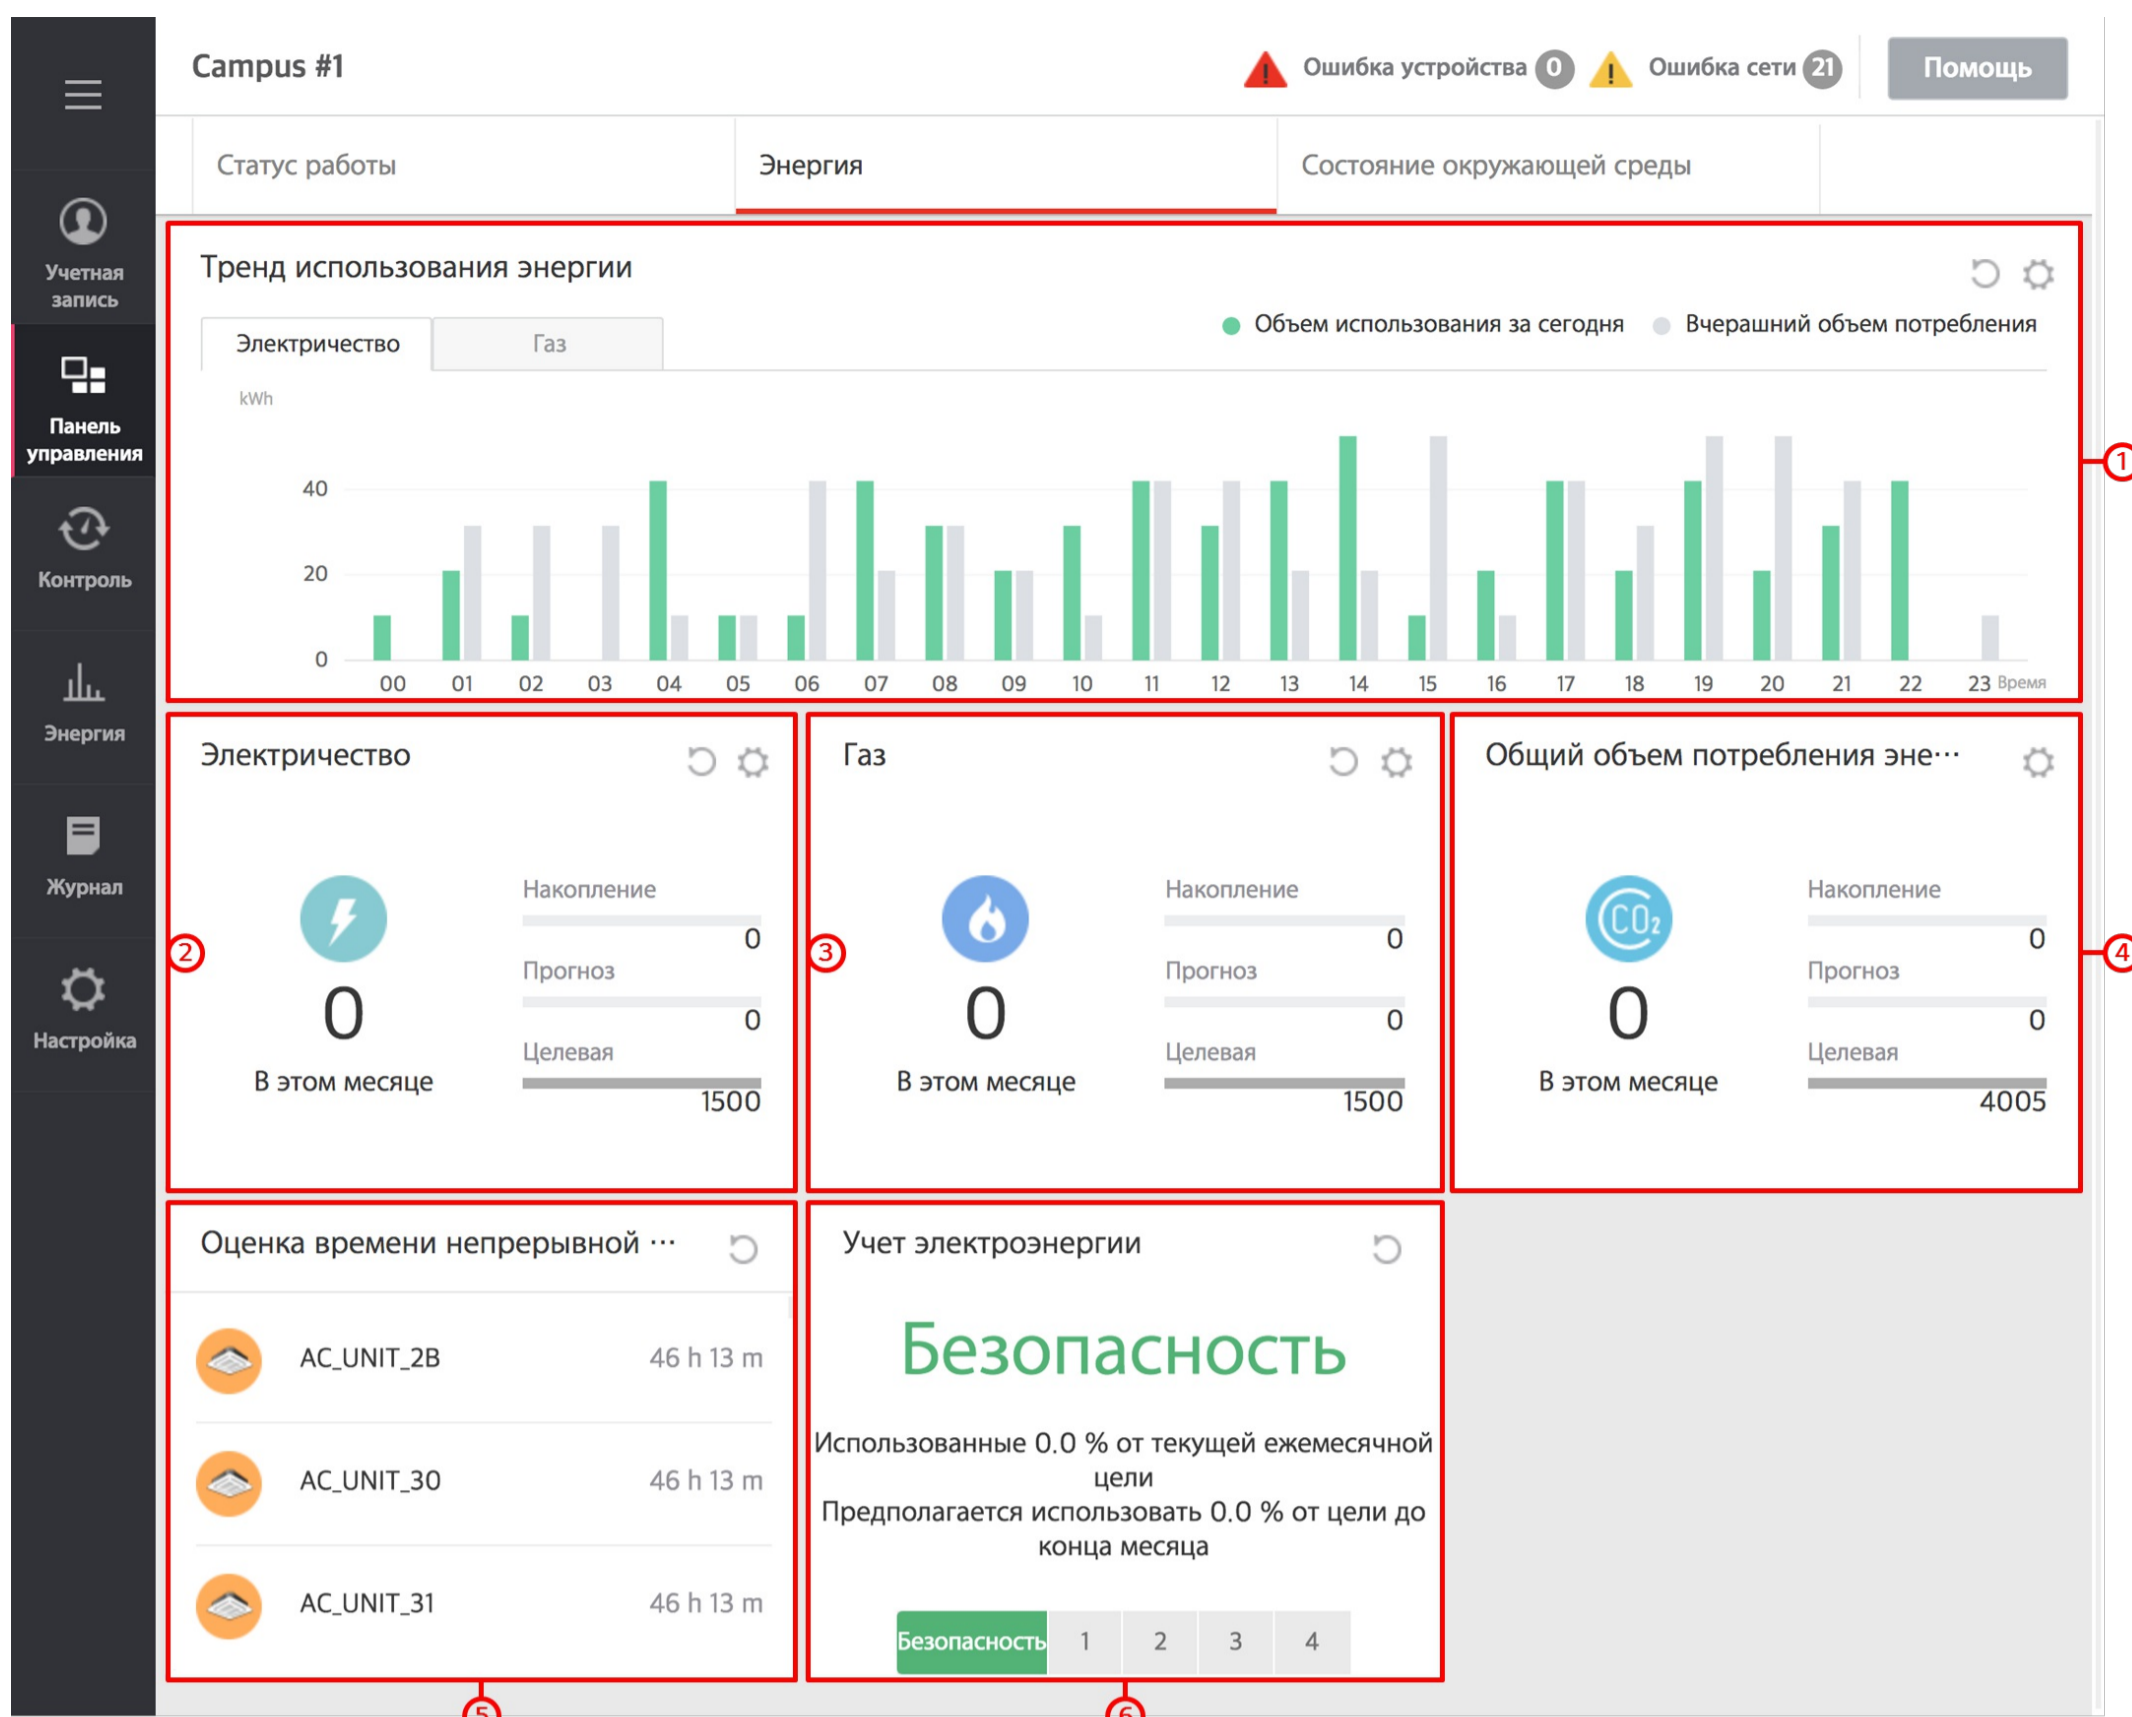 Campus #1
Ошибка устройства 0
Ошибка сети 21
Помощь
Статус работы
Энергия
Состояние окружающей среды
Учетная
запись
Панель
управления
Контроль
Энергия
Журнал
Настройка
Тренд использования энергии
Электричество
Газ
Объем использования за сегодня
Вчерашний объем потребления
kWh
40
20
0
00 01 02 03 04 05 06 07 08 09 10 11 12 13 14 15 16 17 18 19 20 21 22 23 Время
1
Электричество
Накопление
0
Прогноз
0
Целевая
1500
0
В этом месяце
2
Газ
Накопление
0
Прогноз
0
Целевая
1500
0
В этом месяце
3
Общий объем потребления эне···
Накопление
0
Прогноз
0
Целевая
4005
0
В этом месяце
CO₂
4
Оценка времени непрерывной ···
AC_UNIT_2B 46 h 13 m
AC_UNIT_30 46 h 13 m
AC_UNIT_31 46 h 13 m
5
Учет электроэнергии
Безопасность
Использованные 0.0 % от текущей ежемесячной
цели
Предполагается использовать 0.0 % от цели до
конца месяца
Безопасность 1 2 3 4
6